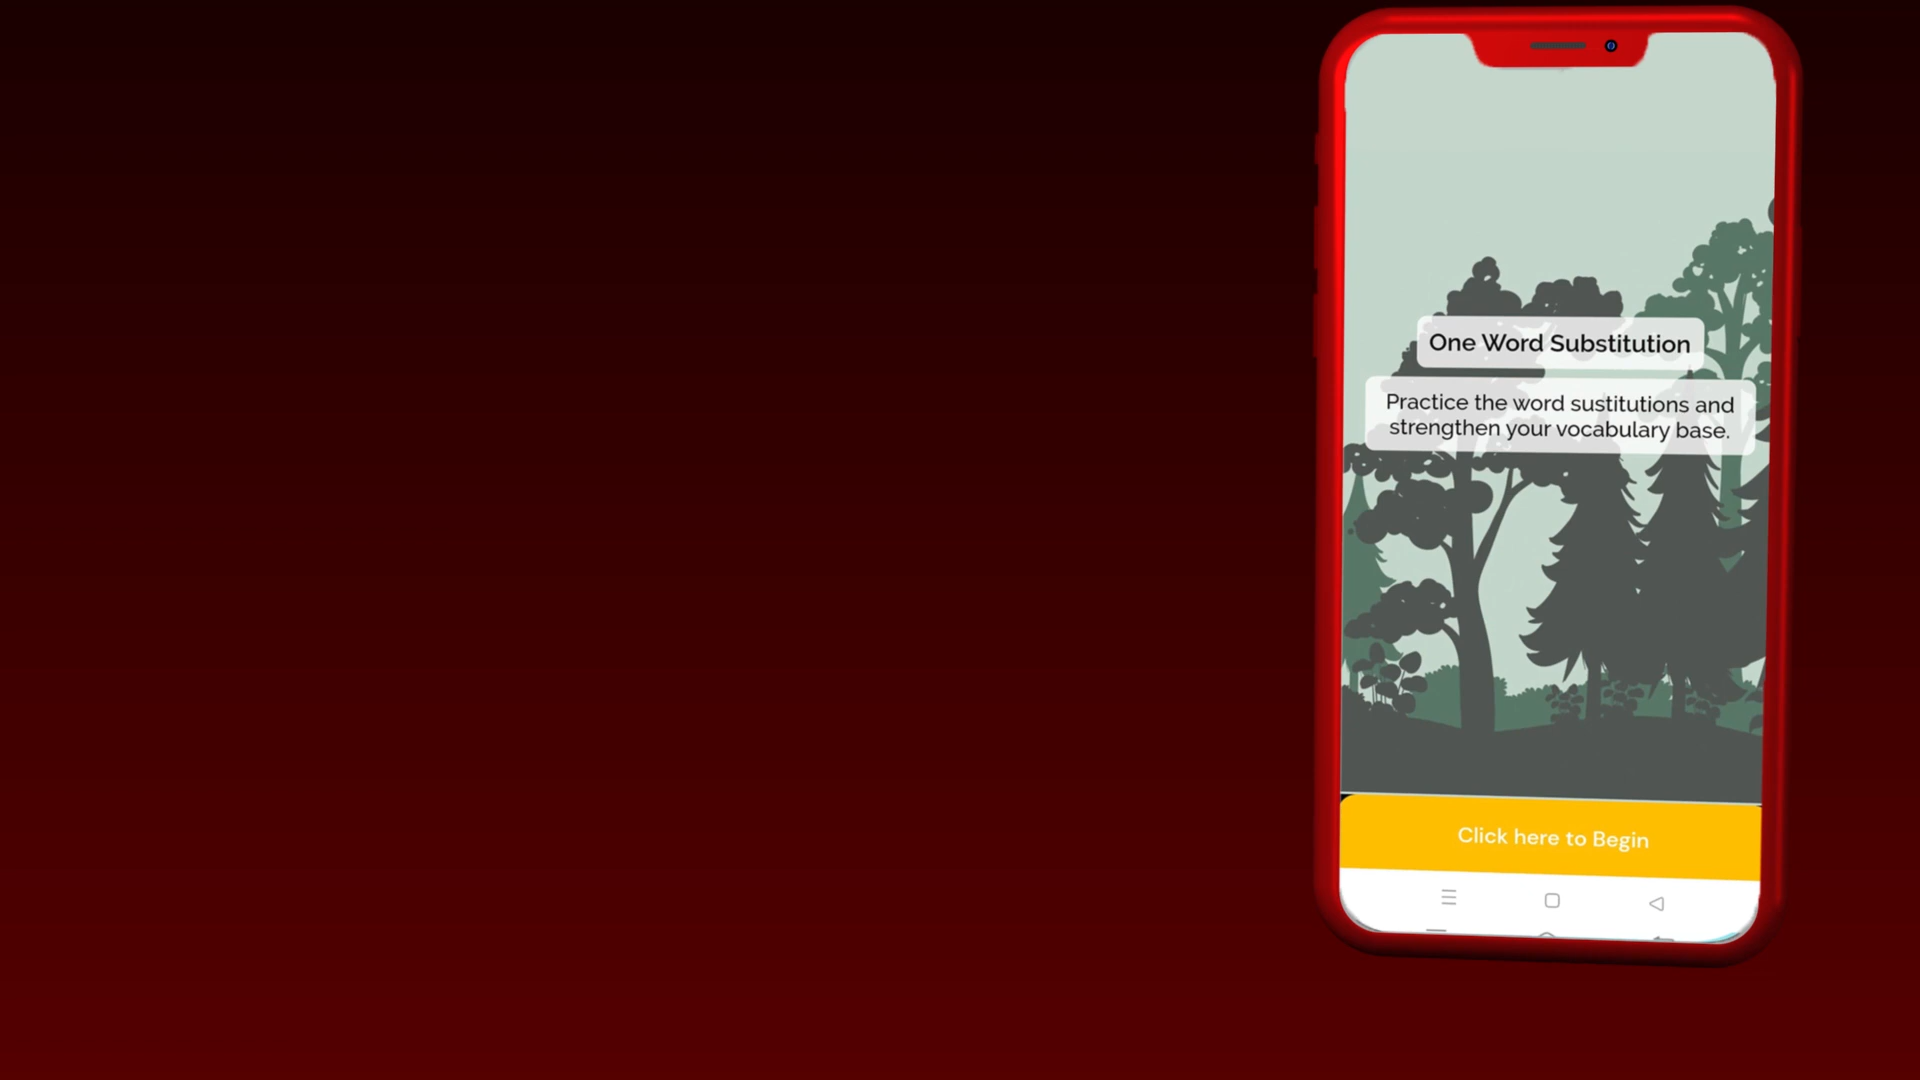 One Word Substitution
Practice the word sustitutions and
strengthen your vocabulary base.
Click here to Begin